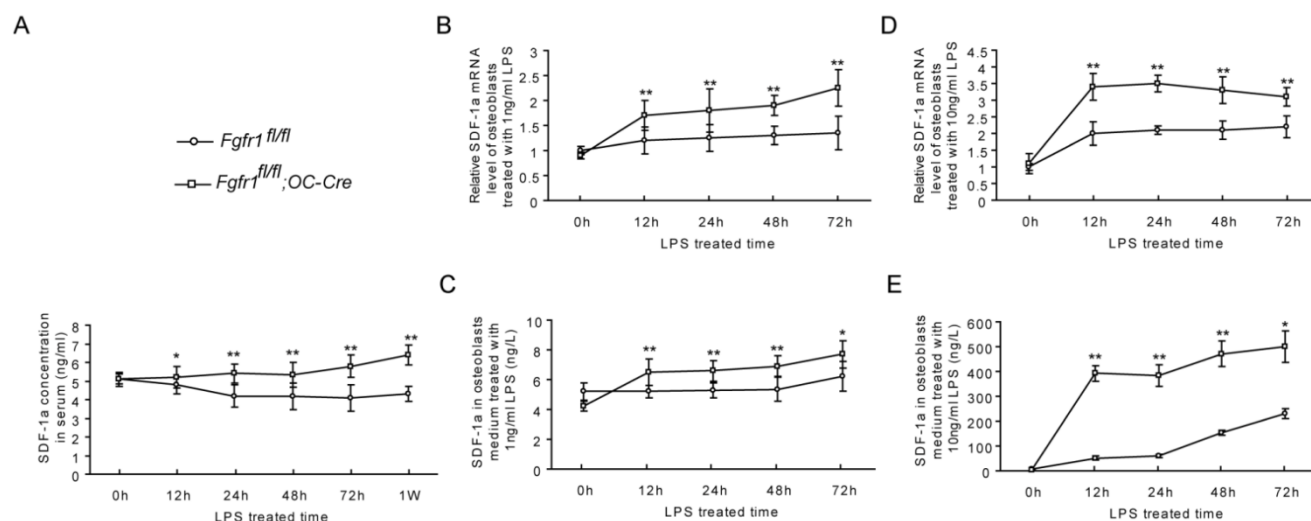 A
Fgfr1 fl/fl
Fgfr1 fl/fl;OC-Cre
SDF-1a concentration
in serum (ng/ml)
8
7
6
5
4
3
2
1
0
* ** ** ** **
0h 12h 24h 48h 72h 1W
LPS treated time
B
Relative SDF-1a mRNA
level of osteoblasts
treated with 1ng/ml LPS
3
2.5
2
1.5
1
0.5
0
** ** ** **
0h 12h 24h 48h 72h
LPS treated time
C
SDF-1a in osteoblasts
medium treated with
1ng/ml LPS (ng/L)
10
8
6
4
2
0
** ** ** *
0h 12h 24h 48h 72h
LPS treated time
D
Relative SDF-1a mRNA
level of osteoblasts
treated with 10ng/ml LPS
4.5
4
3.5
3
2.5
2
1.5
1
0.5
0
** ** ** **
0h 12h 24h 48h 72h
LPS treated time
E
SDF-1a in osteoblasts
medium treated with
10ng/ml LPS (ng/L)
600
500
400
300
200
100
0
** ** ** *
0h 12h 24h 48h 72h
LPS treated time